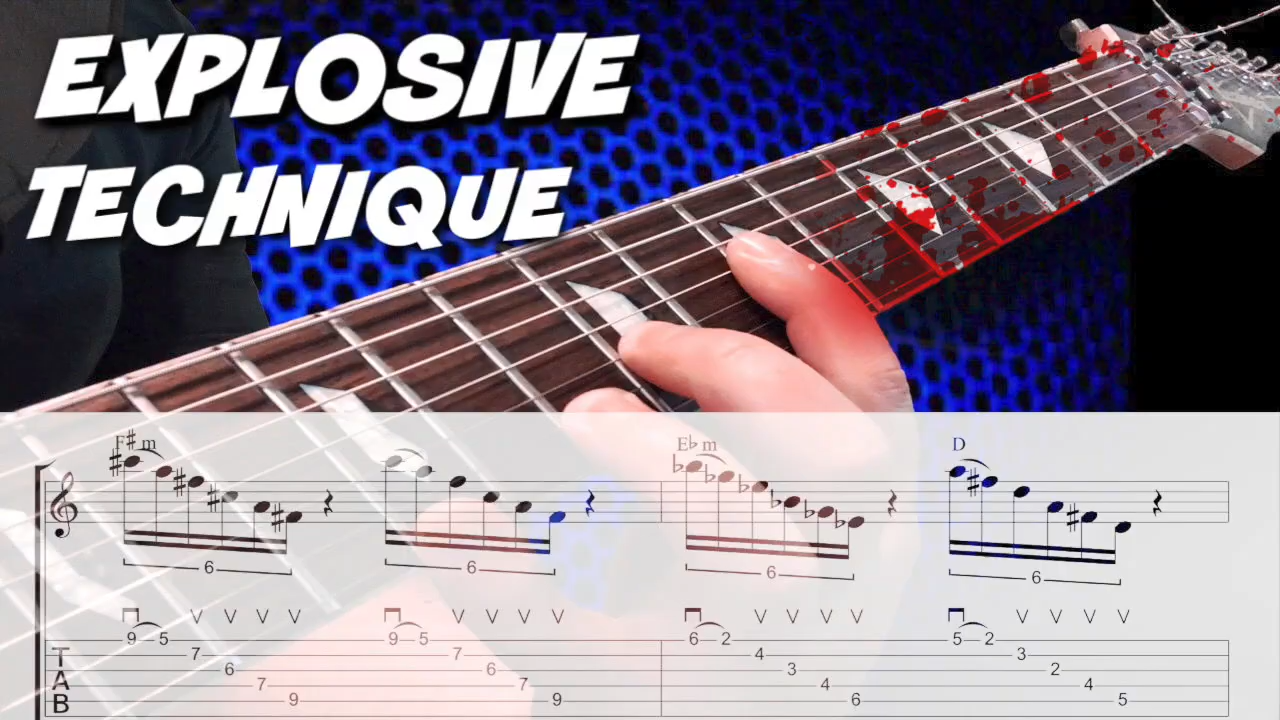 EXPLOSIVE
TECHNIQUE
F♯m E♭m D
6 6 6 6
V V V V V V V V V V V V V V V V
9 5 9 5 6 2 5 2
T 7 7 4 3
A 6 6 3 2
7 7 4 4
B 9 9 6 5